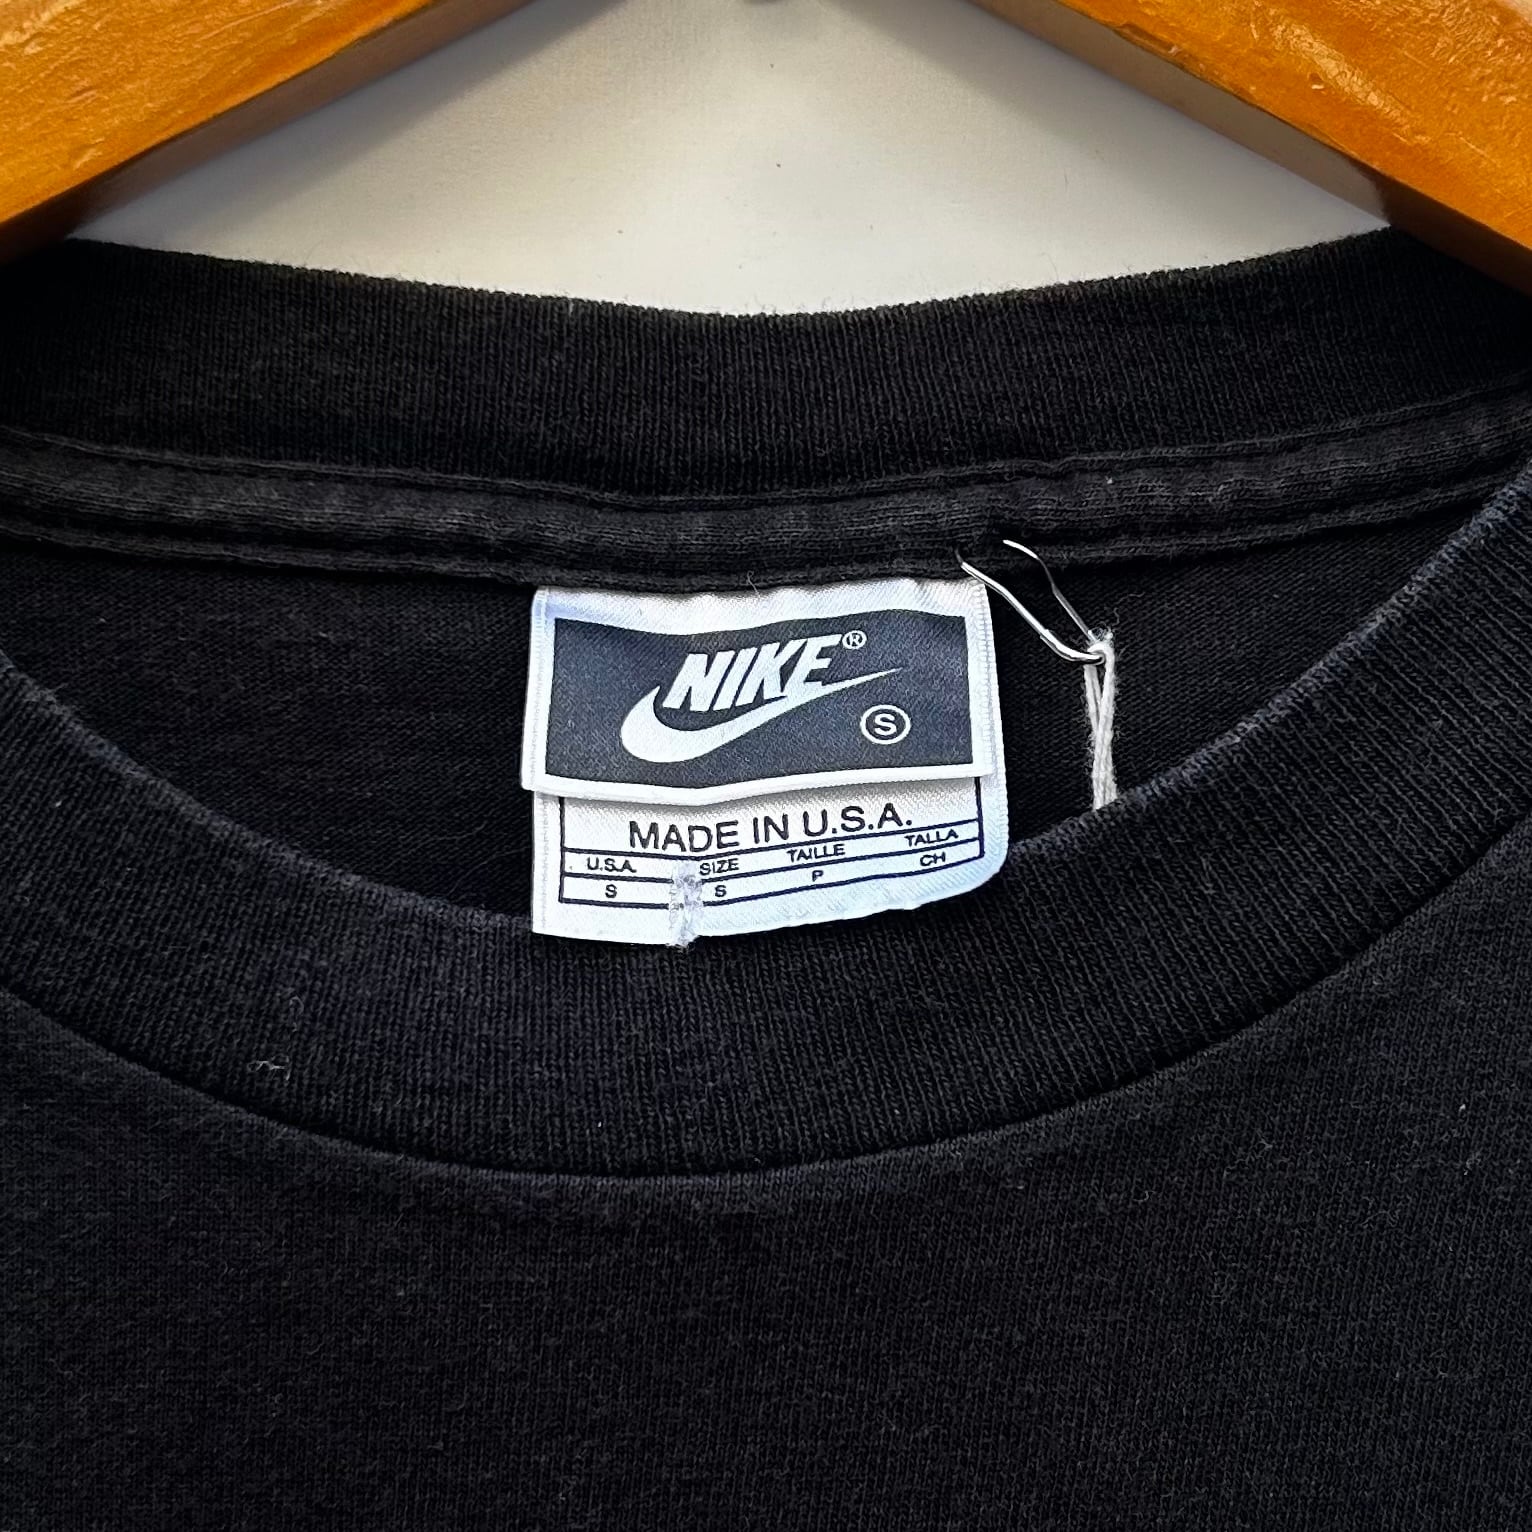 NIKE®
S
MADE IN U.S.A.
U.S.A. SIZE TAILLE TALLA
S S P CH